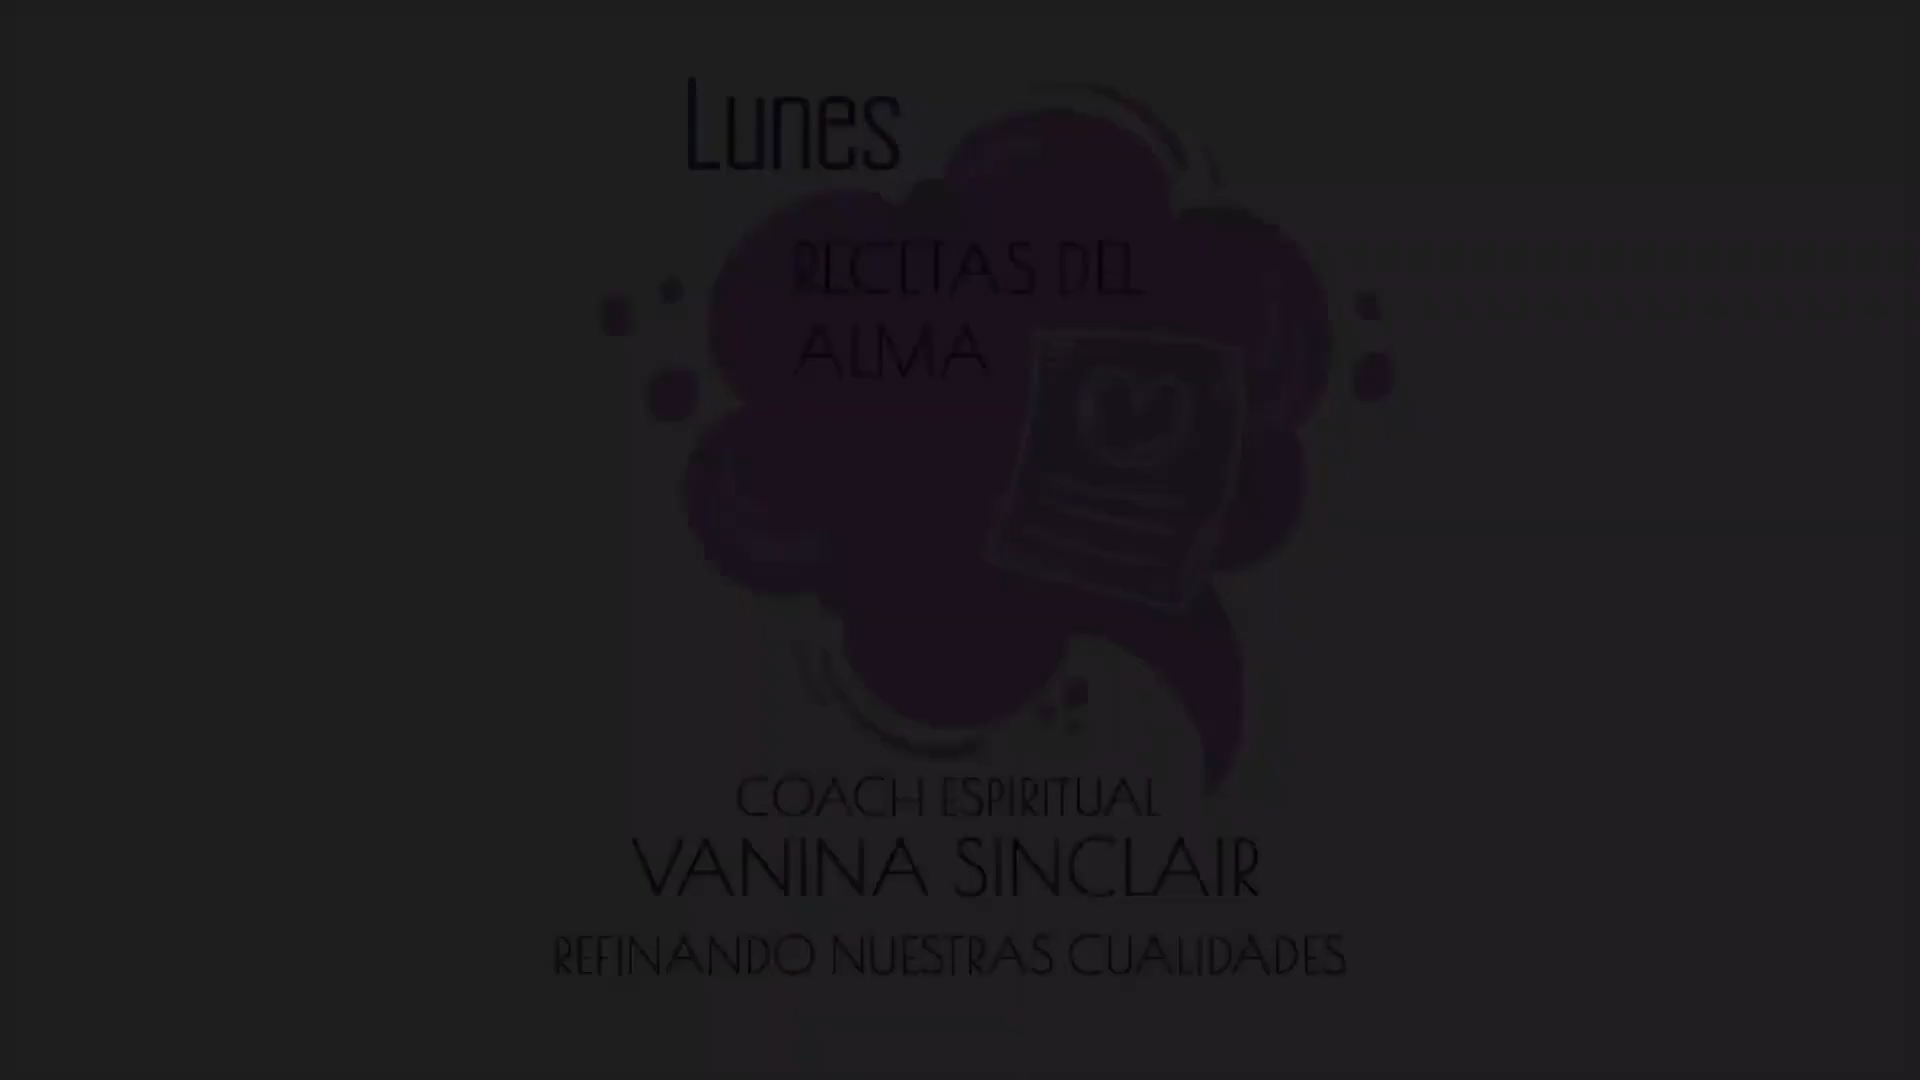 Lunes
RECETAS DEL
ALMA
COACH ESPIRITUAL
VANINA SINCLAIR
REFINANDO NUESTRAS CUALIDADES